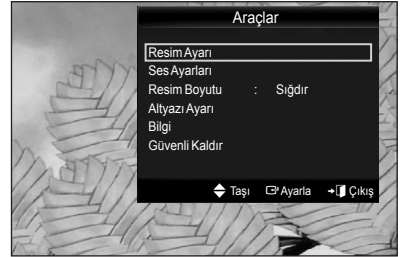 Araçlar
Resim Ayarı
Ses Ayarları
Resim Boyutu : Sığdır
Altyazı Ayarı
Bilgi
Güvenli Kaldır
Taşı Ayarla Çıkış